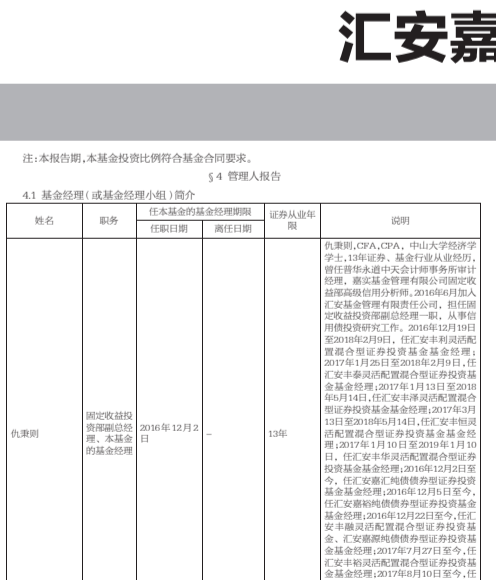 汇安嘉
注:本报告期,本基金投资比例符合基金合同要求。
§4 管理人报告
4.1 基金经理(或基金经理小组)简介
姓名
职务
任本基金的基金经理期限
任职日期
离任日期
证券从业年
限
说明
仇秉则
固定收益投
资部副总经
理、本基金
的基金经理
2016年12月2
日
–
13年
仇秉则,CFA,CPA,中山大学经济学
学士,13年证券、基金行业从业经历,
曾任普华永道中天会计师事务所审计
经理,嘉实基金管理有限公司固定收
益部高级信用分析师。2016年6月加入
汇安基金管理有限责任公司,担任固
定收益投资部副总经理一职,从事信
用债投资研究工作。2016年12月19日
至2018年2月9日,任汇安丰利灵活配
置混合型证券投资基金基金经理;
2017年1月25日至2018年2月9日,任
汇安丰泰灵活配置混合型证券投资基
金基金经理;2017年1月13日至2018
年5月14日,任汇安丰泽灵活配置混合
型证券投资基金基金经理;2017年3月
13日至2018年5月14日,任汇安丰恒灵
活配置混合型证券投资基金基金经
理;2017年1月10日至2019年1月10
日,任汇安丰华灵活配置混合型证券
投资基金基金经理;2016年12月2日至
今,任汇安嘉汇纯债债券型证券投资
基金基金经理;2016年12月5日至今,
任汇安嘉裕纯债债券型证券投资基金
基金经理;2016年12月22日至今,任汇
安丰融灵活配置混合型证券投资基
金、汇安嘉源纯债债券型证券投资基
金基金经理;2017年7月27日至今,任
汇安丰裕灵活配置混合型证券投资基
金基金经理;2017年8月10日至今,任